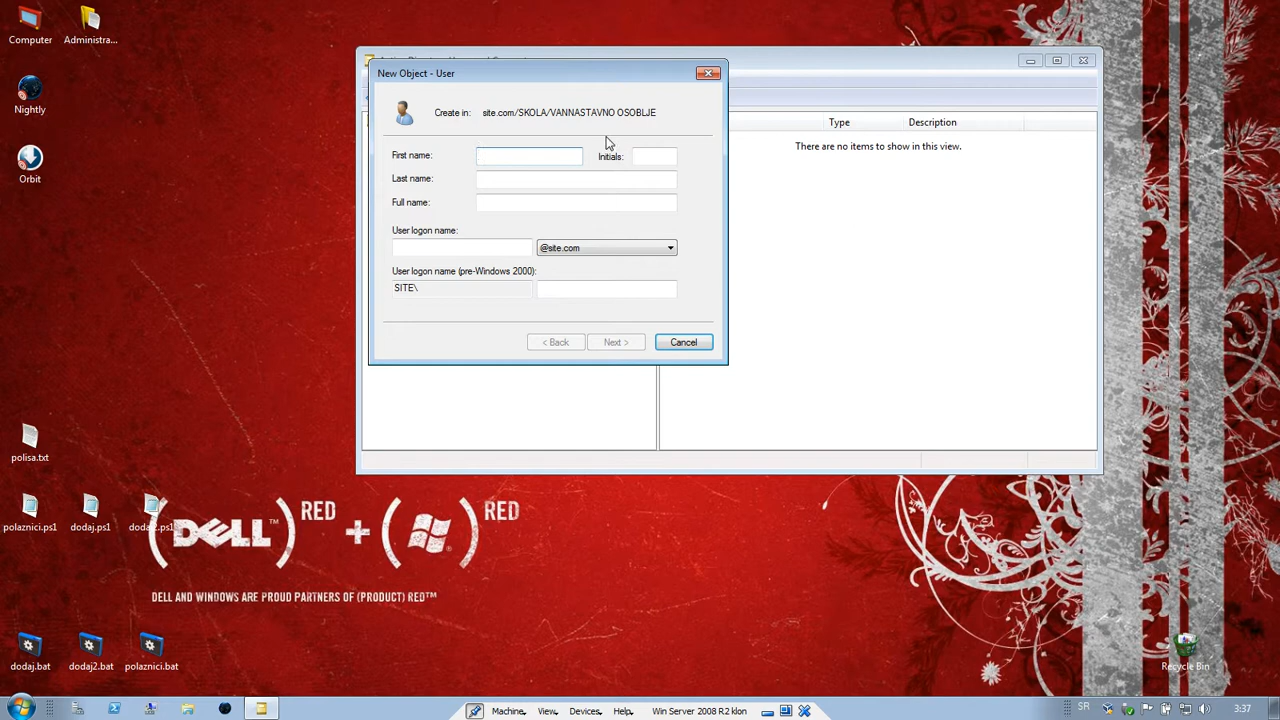 Computer
Administra...
Nightly
Orbit
polisa.txt
polaznici.ps1
dodaj.ps1
dodaj.bat
dodaj2.bat
polaznici.bat
Recycle Bin
New Object - User
Create in: site.com/SKOLA/VANNASTAVNO OSOBLJE
First name:
Initials:
Last name:
Full name:
User logon name:
@site.com
User logon name (pre-Windows 2000):
SITE\
< Back
Next >
Cancel
Type
Description
There are no items to show in this view.
(DELL™) RED + ( ) RED
DELL AND WINDOWS ARE PROUD PARTNERS OF (PRODUCT) RED™
Machine
View
Devices
Help
Win Server 2008 R2 klon
SR
3:37